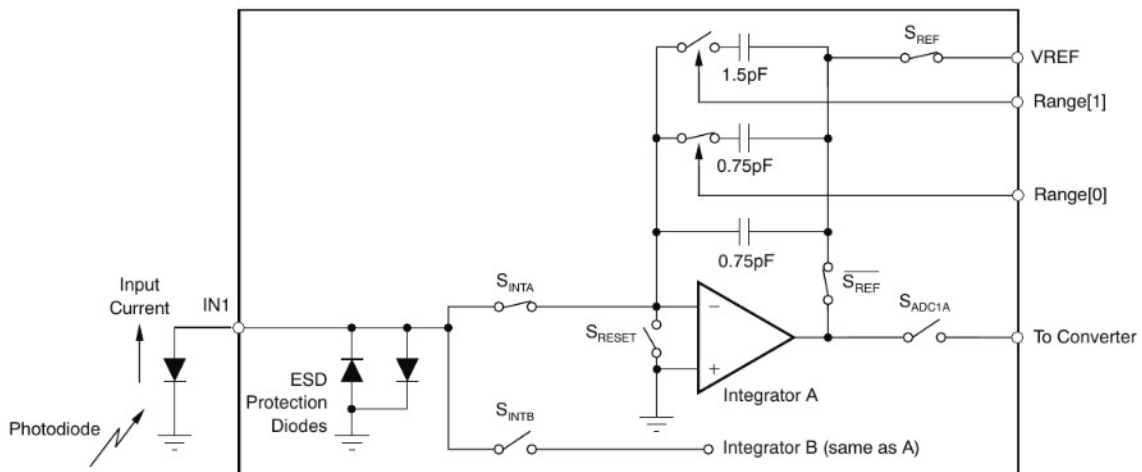 S_REF
VREF
1.5pF
Range[1]
0.75pF
Range[0]
0.75pF
Input
Current
IN1
S_INTA
S̅_R̅E̅F̅
S_ADC1A
S_RESET
−
+
To Converter
ESD
Protection
Diodes
Integrator A
Photodiode
S_INTB
Integrator B (same as A)